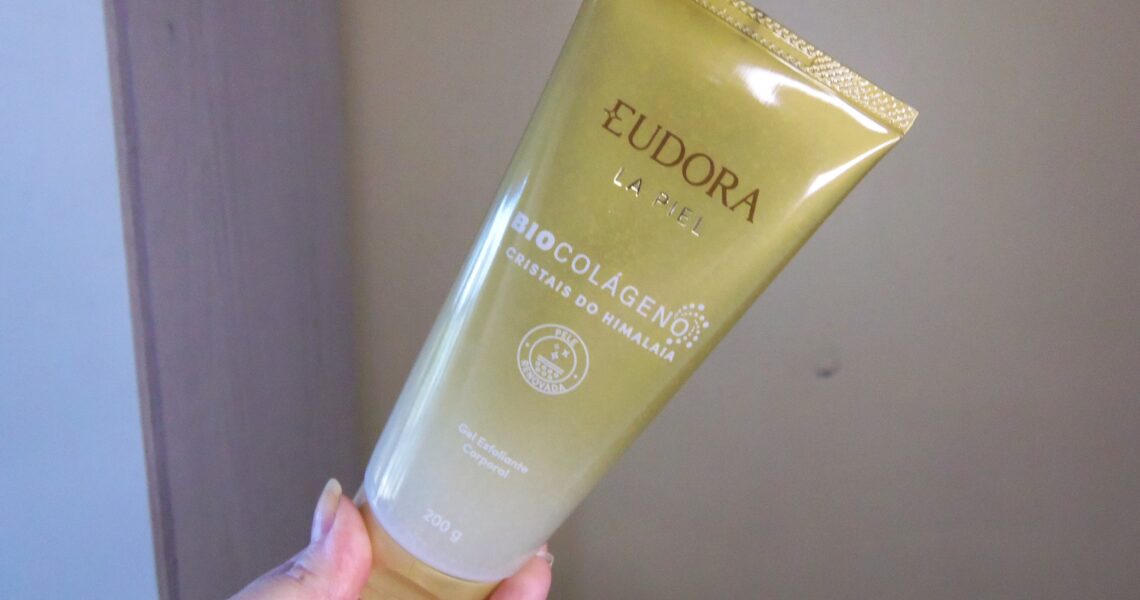 EUDORA
LA PIEL
BIOCOLÁGENO
CRISTAIS DO HIMALAIA
PELE
RENOVADA
Gel Esfoliante
Corporal
200 g